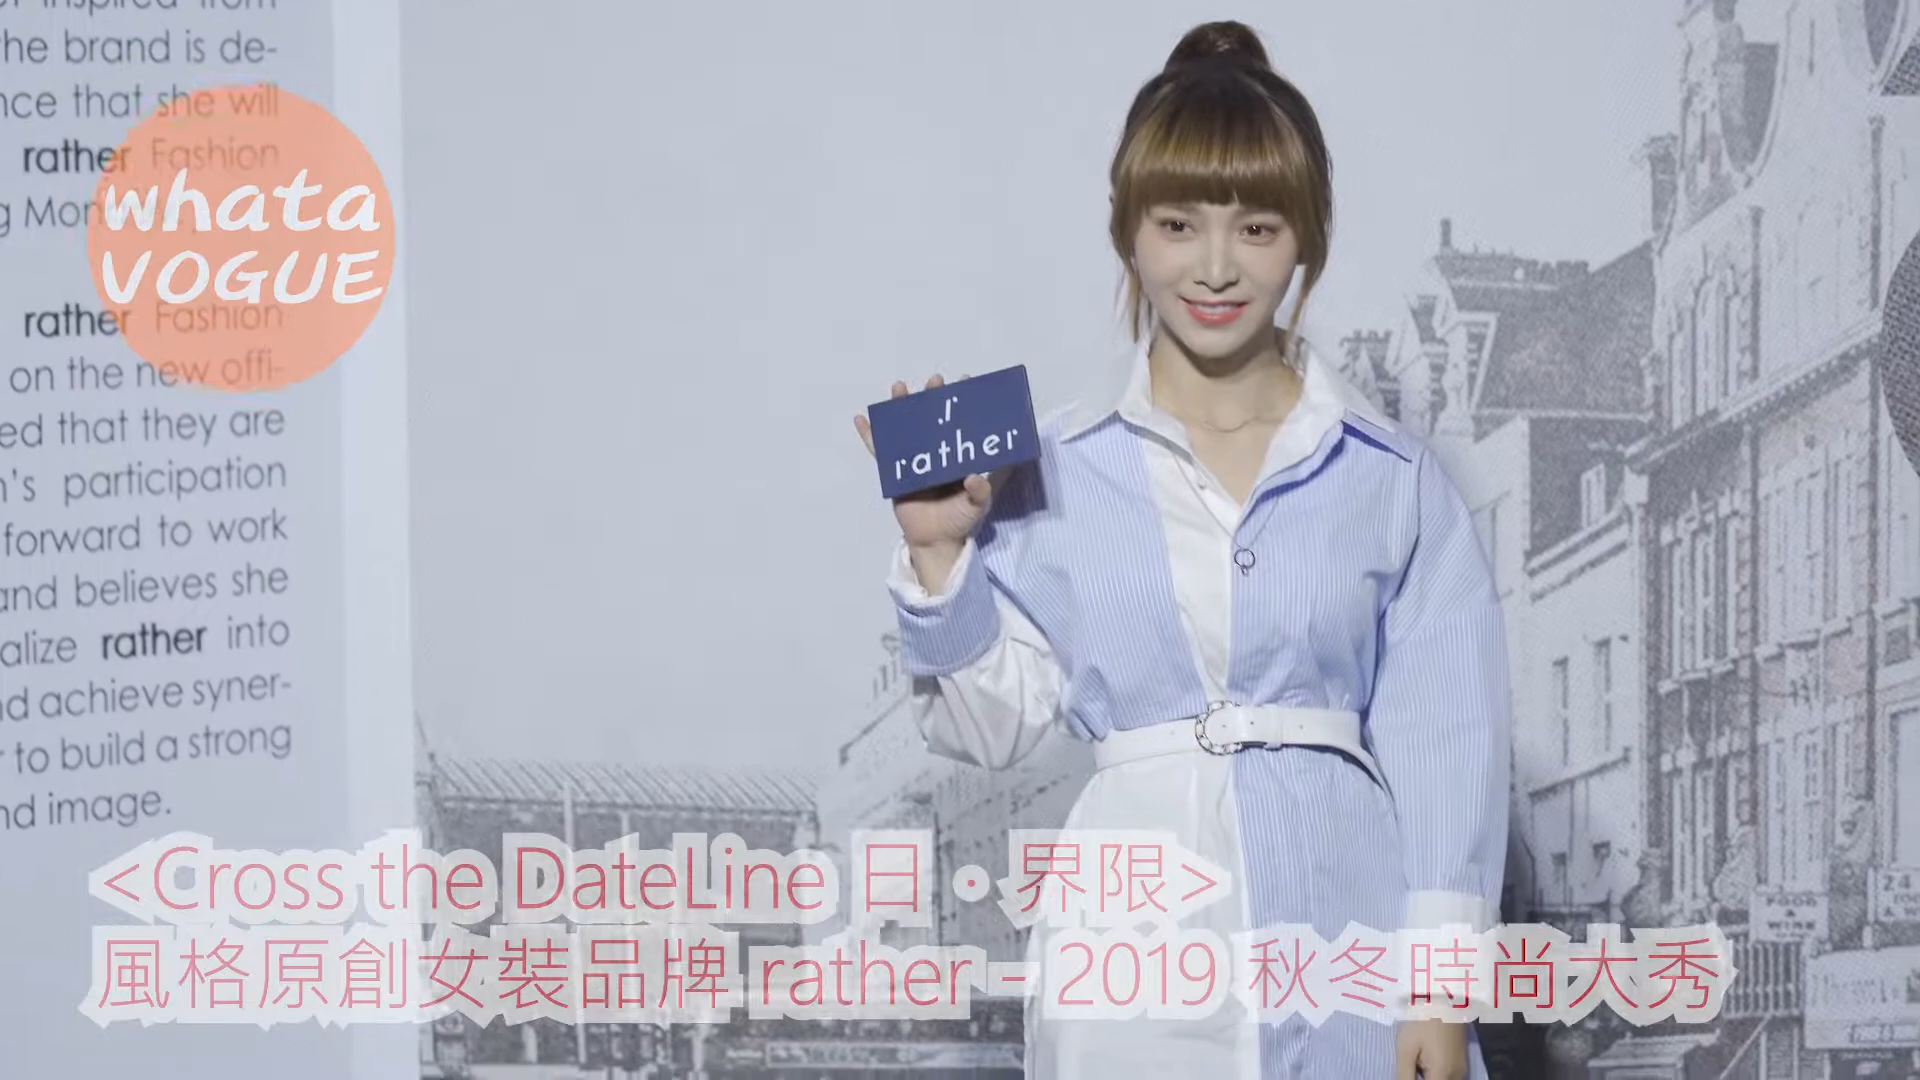 he brand is de-
nce that she will
rather Fashion
g Mon
rather Fashion
on the new offi-
ed that they are
n's participation
forward to work
and believes she
alize rather into
nd achieve syner-
to build a strong
nd image.
whata
VOGUE
rather
<Cross the DateLine 日・界限>
風格原創女裝品牌 rather - 2019 秋冬時尚大秀
24